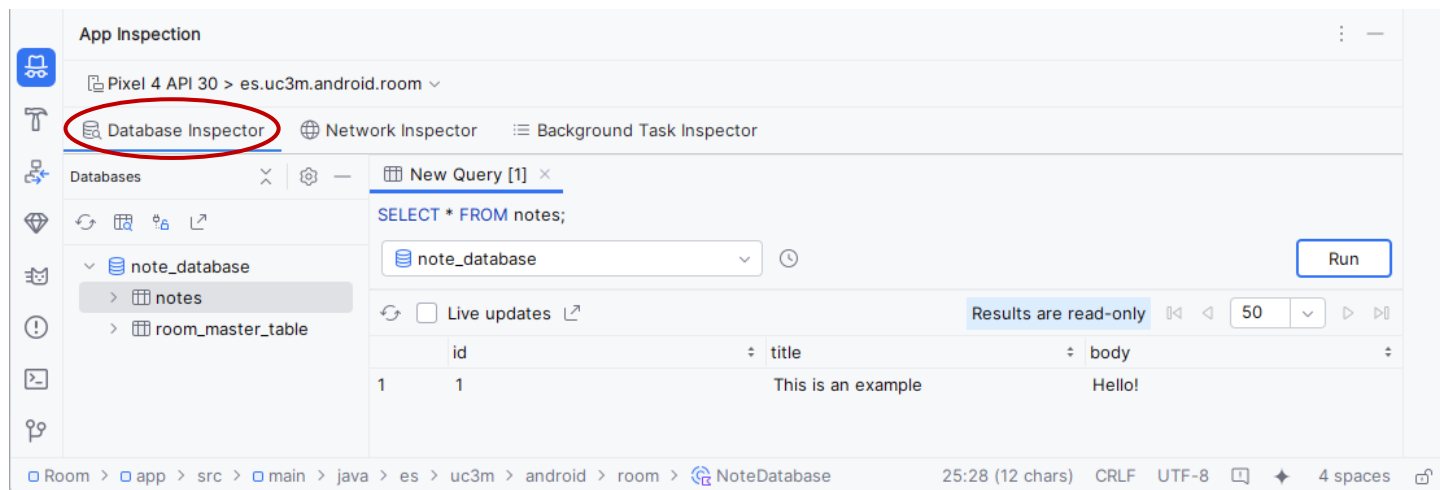 App Inspection
Pixel 4 API 30 > es.uc3m.android.room
Database Inspector Network Inspector Background Task Inspector
Databases
New Query [1]
SELECT * FROM notes;
note_database
Run
note_database
notes
room_master_table
Live updates
Results are read-only
50
id title body
1 1 This is an example Hello!
Room > app > src > main > java > es > uc3m > android > room > NoteDatabase 25:28 (12 chars) CRLF UTF-8 4 spaces